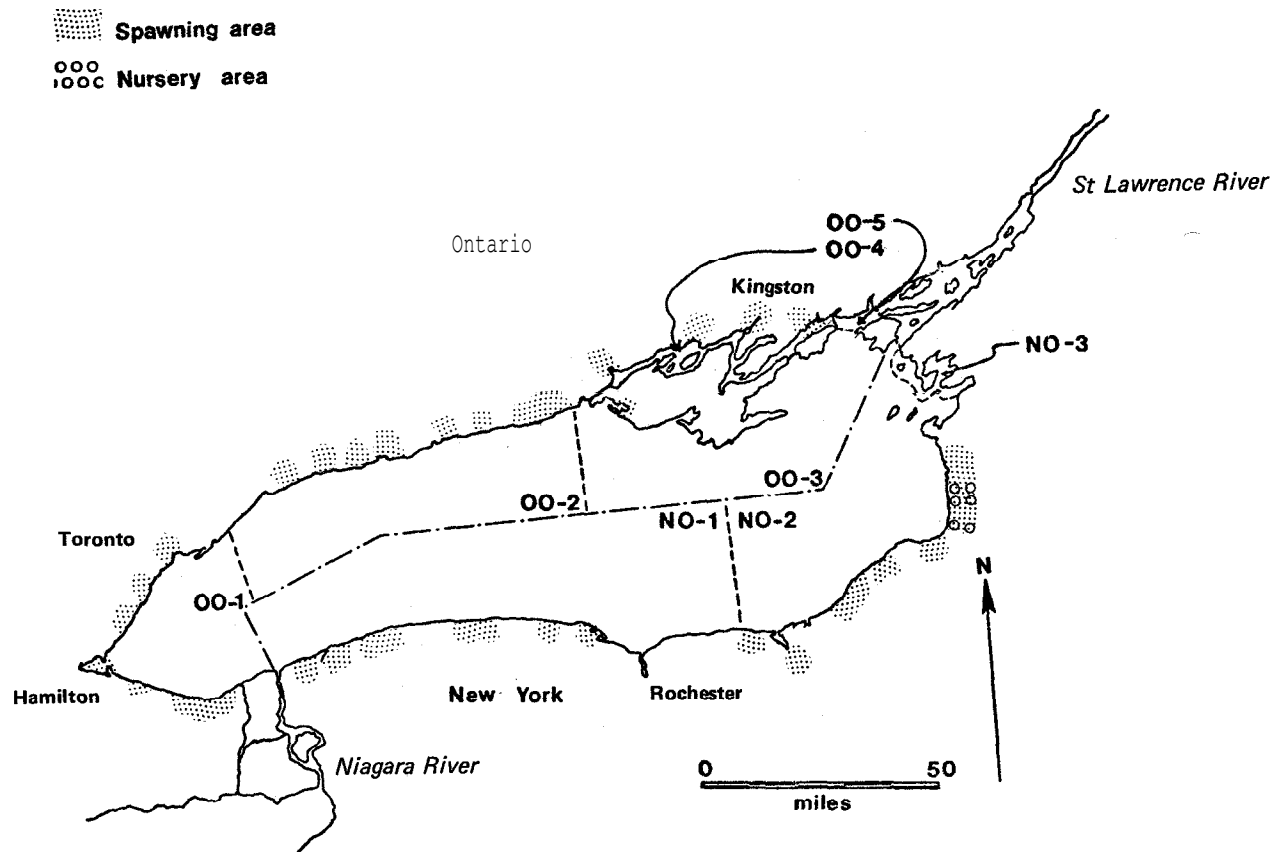 Spawning area
Nursery area
St Lawrence River
OO-5
Ontario
OO-4
Kingston
NO-3
OO-3
OO-2
NO-1 NO-2
Toronto
N
OO-1
Hamilton
New York
Rochester
Niagara River
0 50
miles